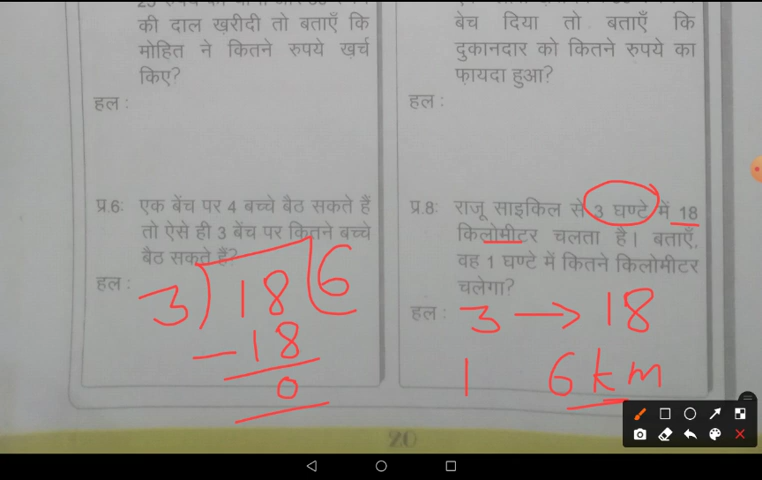 की दाल ख़रीदी तो बताएँ कि
मोहित ने कितने रुपये खर्च
किए?
हल :
प्र.6: एक बेंच पर 4 बच्चे बैठ सकते हैं
तो ऐसे ही 3 बेंच पर कितने बच्चे
बैठ सकते हैं?
हल :
3) 18 (6
– 18
0
बेच दिया तो बताएँ कि
दुकानदार को कितने रुपये का
फ़ायदा हुआ?
हल :
प्र.8: राजू साइकिल से 3 घण्टे में 18
किलोमीटर चलता है। बताएँ,
वह 1 घण्टे में कितने किलोमीटर
चलेगा?
हल : 3 → 18
1 6 km
20